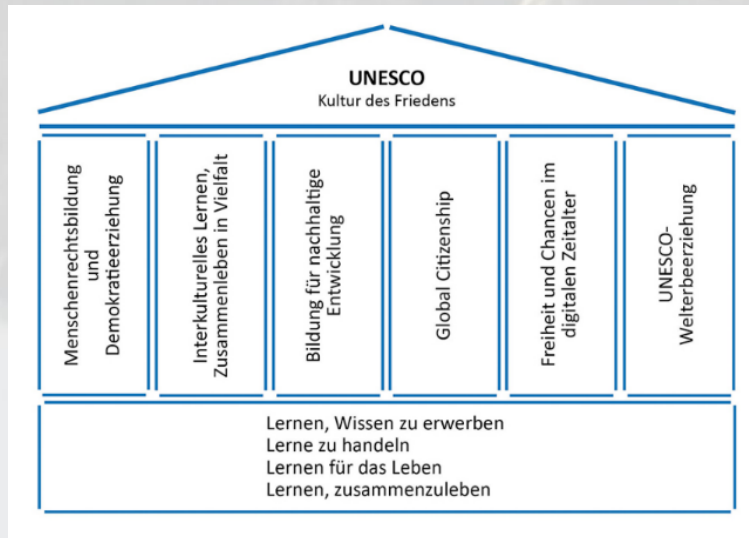 UNESCO
Kultur des Friedens
Menschenrechtsbildung
und
Demokratieerziehung
Interkulturelles Lernen,
Zusammenleben in Vielfalt
Bildung für nachhaltige
Entwicklung
Global Citizenship
Freiheit und Chancen im
digitalen Zeitalter
UNESCO-
Welterbeerziehung
Lernen, Wissen zu erwerben
Lerne zu handeln
Lernen für das Leben
Lernen, zusammenzuleben